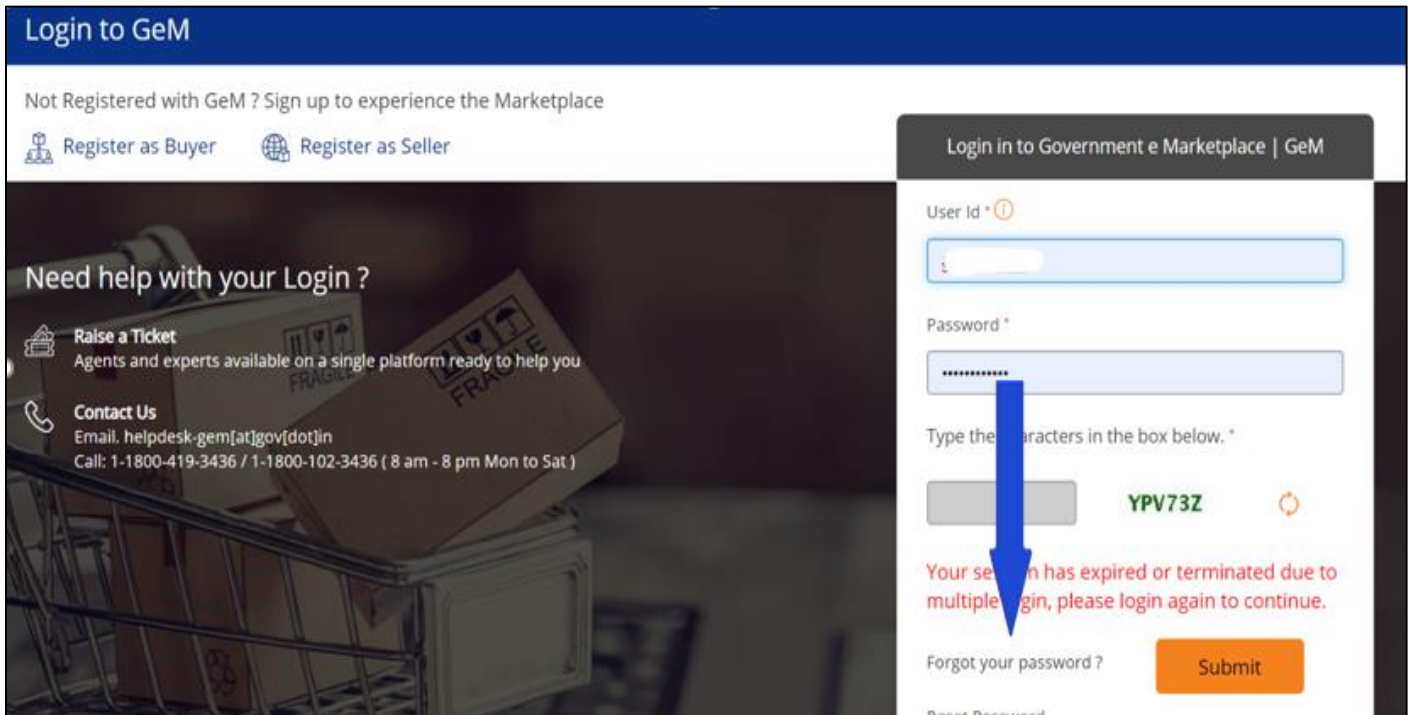 Login to GeM
Not Registered with GeM ? Sign up to experience the Marketplace
Register as Buyer
Register as Seller
Need help with your Login ?
Raise a Ticket
Agents and experts available on a single platform ready to help you
Contact Us
Email. helpdesk-gem[at]gov[dot]in
Call: 1-1800-419-3436 / 1-1800-102-3436 ( 8 am - 8 pm Mon to Sat )
FRAGILE
FRAGILE
Login in to Government e Marketplace | GeM
User Id *
Password *
Type the characters in the box below. *
YPV73Z
Your session has expired or terminated due to
multiple login, please login again to continue.
Forgot your password ?
Submit
Reset Password